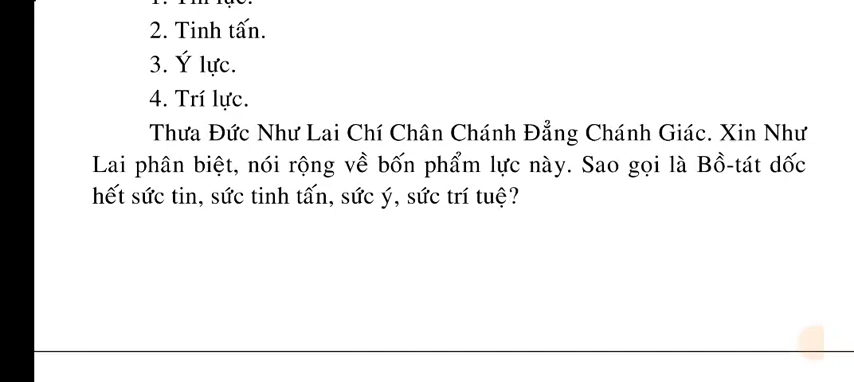 2. Tinh tấn.
3. Ý lực.
4. Trí lực.
Thưa Đức Như Lai Chí Chân Chánh Đẳng Chánh Giác. Xin Như
Lai phân biệt, nói rộng về bốn phẩm lực này. Sao gọi là Bồ-tát dốc
hết sức tin, sức tinh tấn, sức ý, sức trí tuệ?